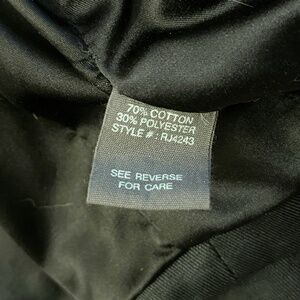 70% COTTON
30% POLYESTER
STYLE # : RJ4243
SEE REVERSE
FOR CARE